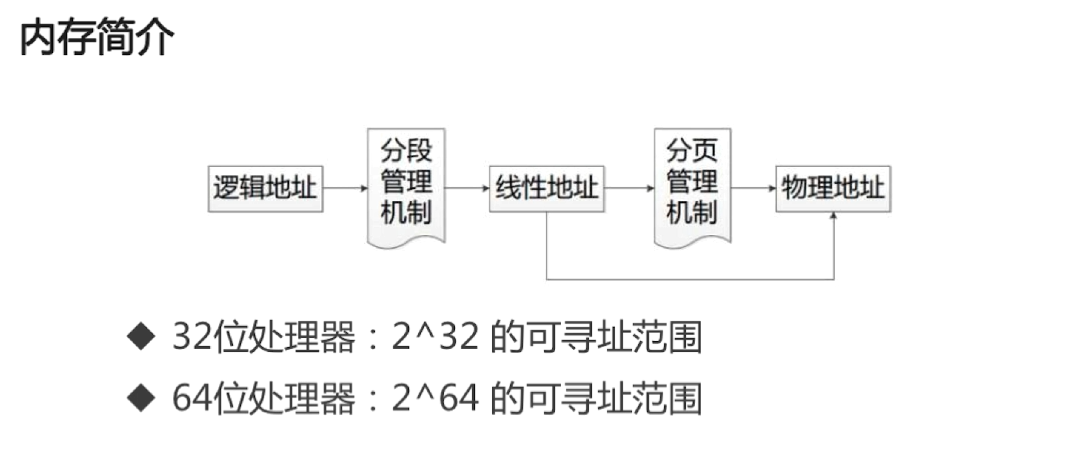 内存简介
逻辑地址
分段
管理
机制
线性地址
分页
管理
机制
物理地址
32位处理器：2^32 的可寻址范围
64位处理器：2^64 的可寻址范围